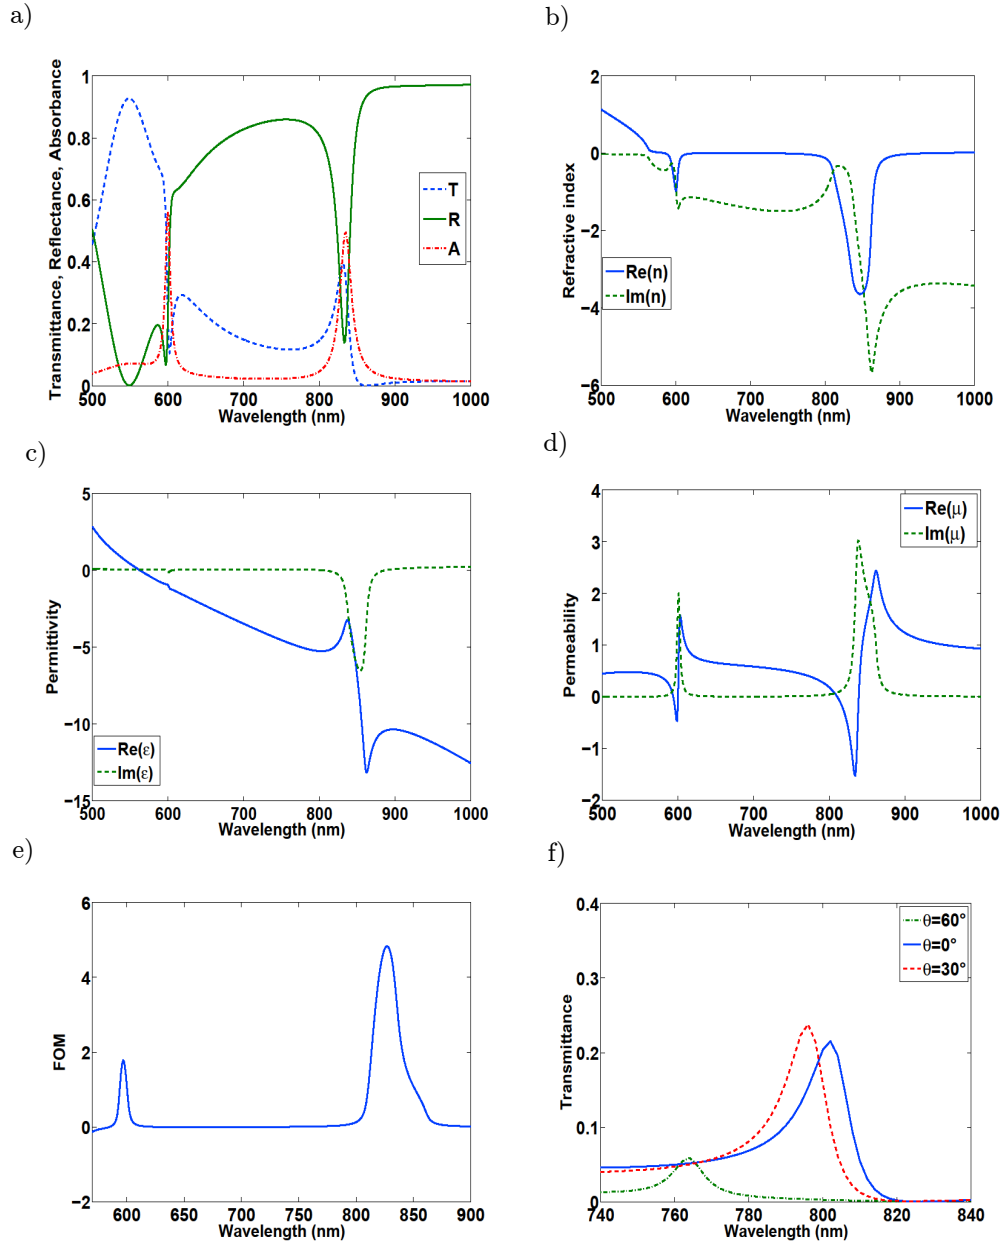 a)
Transmittance, Reflectance, Absorbance
1
0.8
0.6
0.4
0.2
0
500 600 700 800 900 1000
Wavelength (nm)
T
R
A
b)
Refractive index
2
0
−2
−4
−6
500 600 700 800 900 1000
Wavelength (nm)
Re(n)
Im(n)
c)
Permittivity
5
0
−5
−10
−15
500 600 700 800 900 1000
Wavelength (nm)
Re(ε)
Im(ε)
d)
Permeability
4
3
2
1
0
−1
−2
500 600 700 800 900 1000
Wavelength (nm)
Re(μ)
Im(μ)
e)
FOM
6
4
2
0
−2
600 650 700 750 800 850 900
Wavelength (nm)
f)
Transmittance
0.4
0.3
0.2
0.1
0
740 760 780 800 820 840
Wavelength (nm)
θ=60°
θ=0°
θ=30°